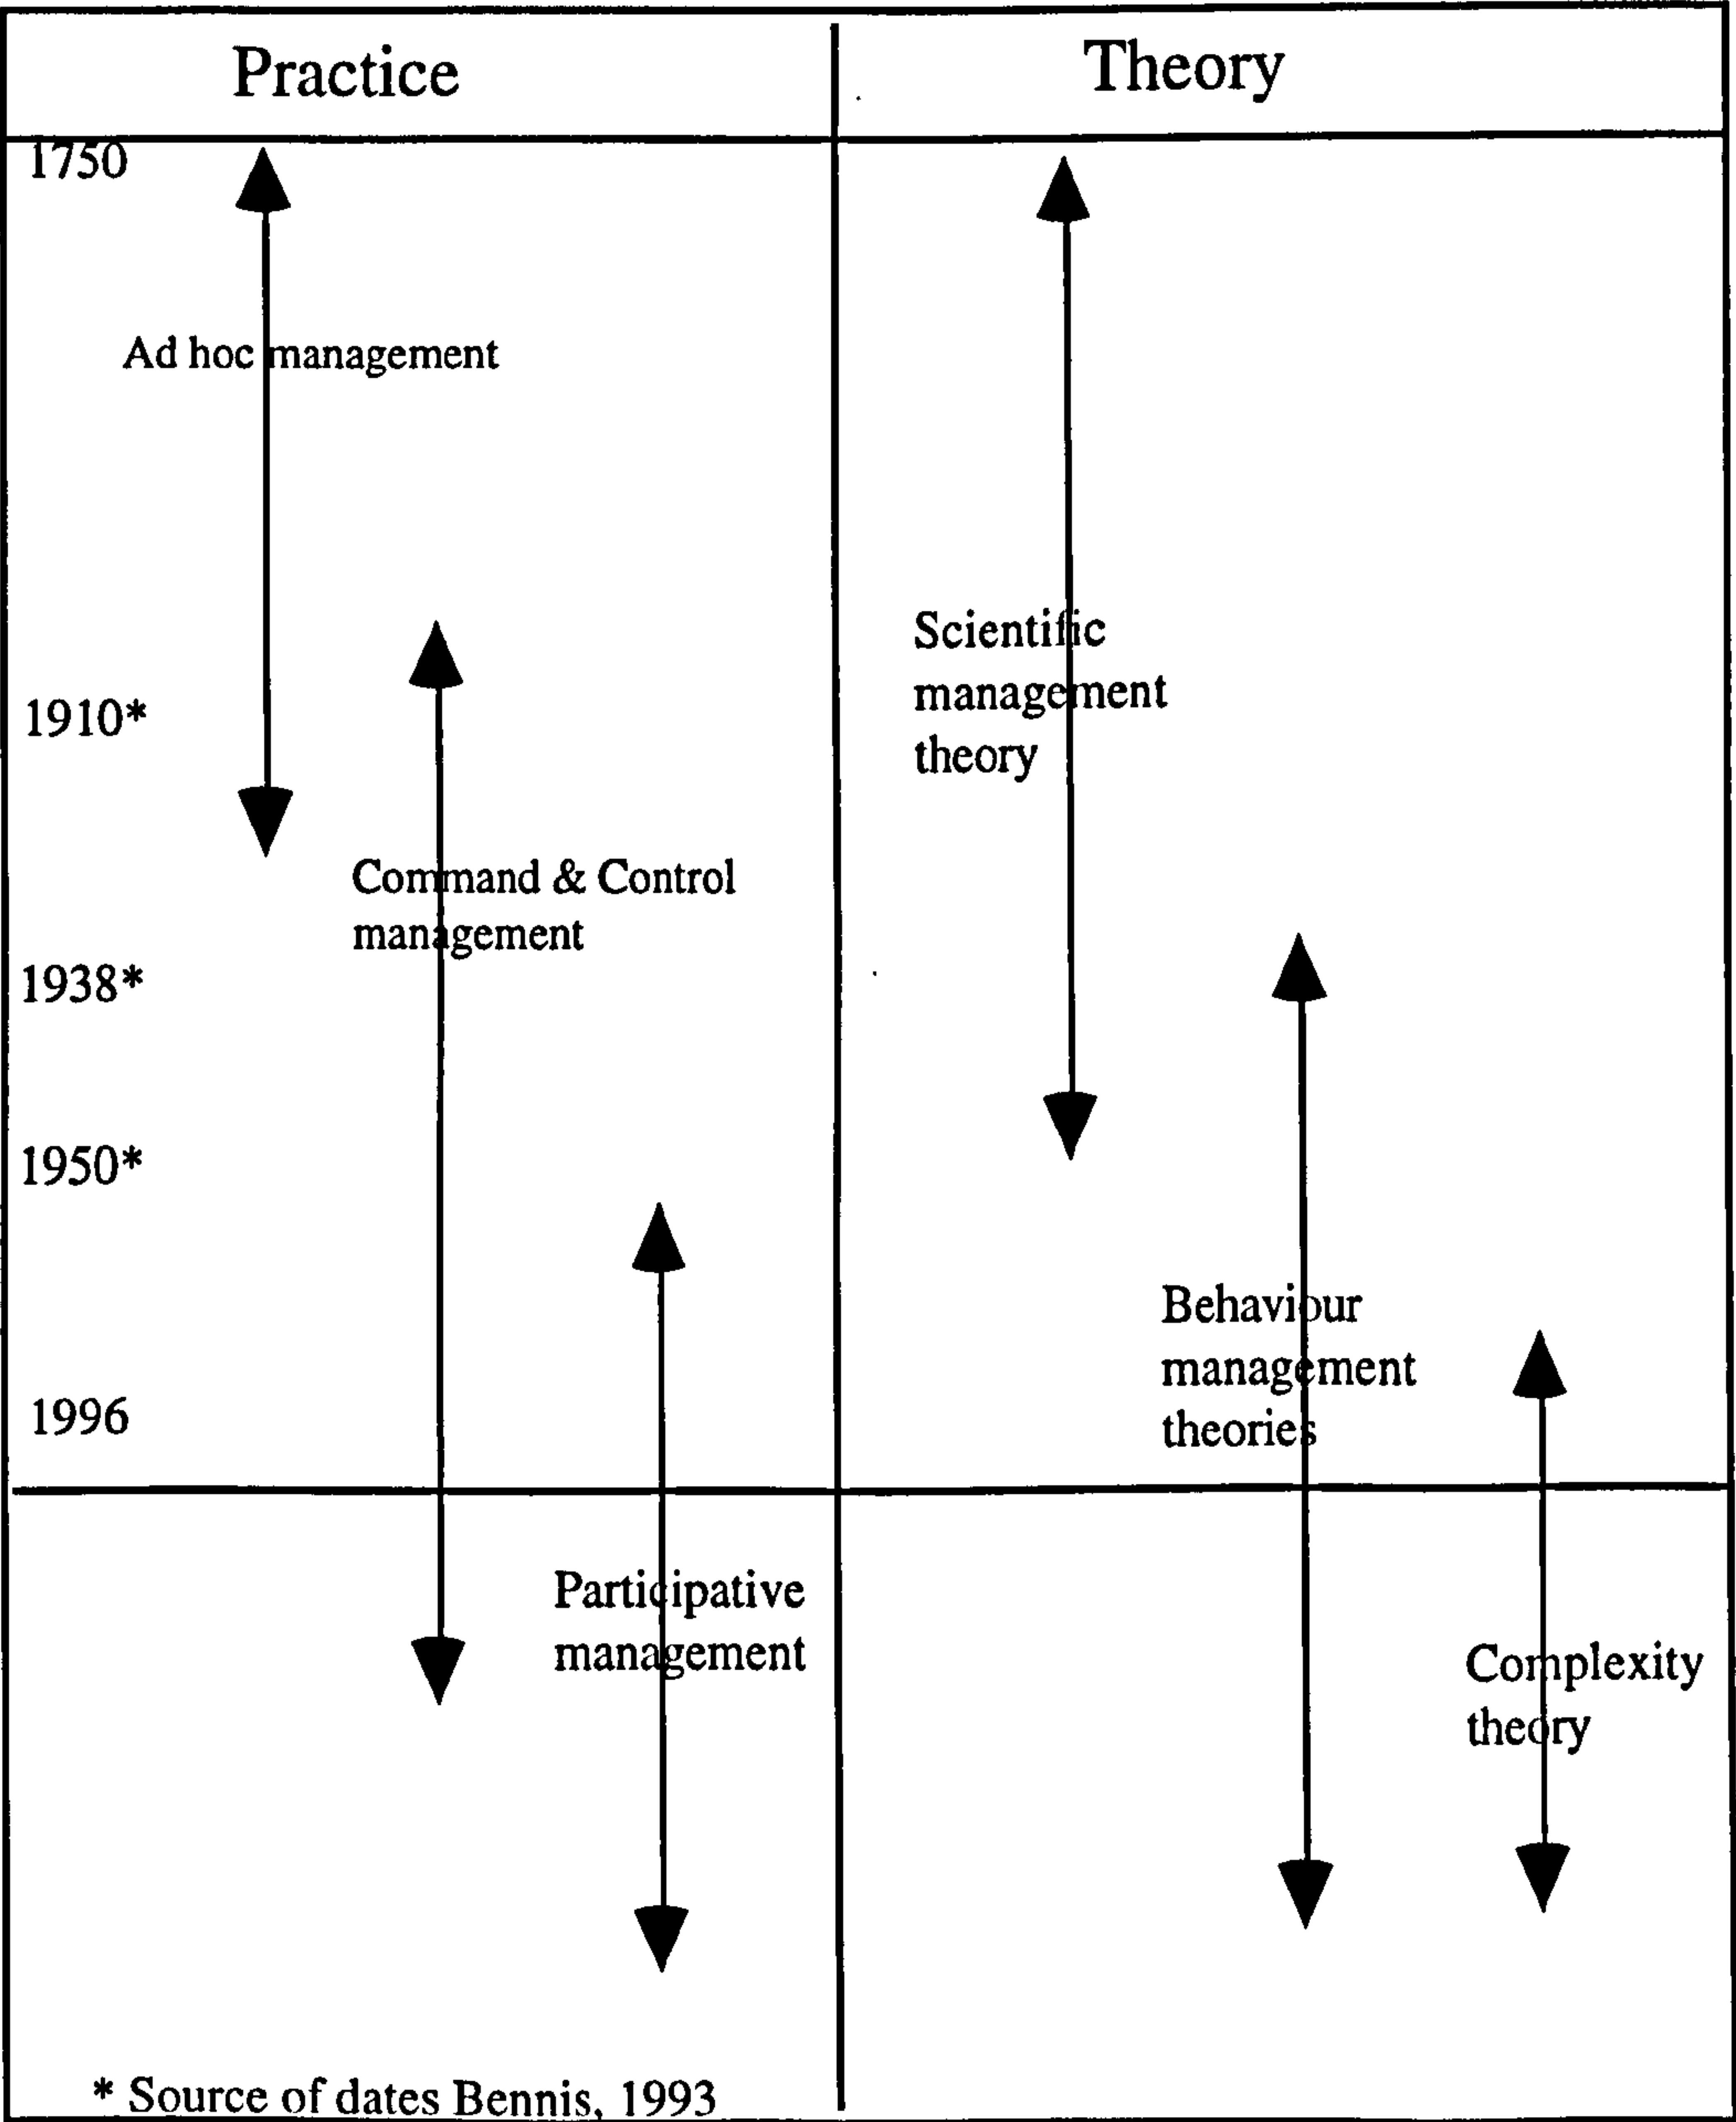 Practice
Theory
1750
Ad hoc management
Scientific
management
theory
1910*
Command & Control
management
1938*
1950*
Behaviour
management
theories
1996
Participative
management
Complexity
theory
* Source of dates Bennis, 1993